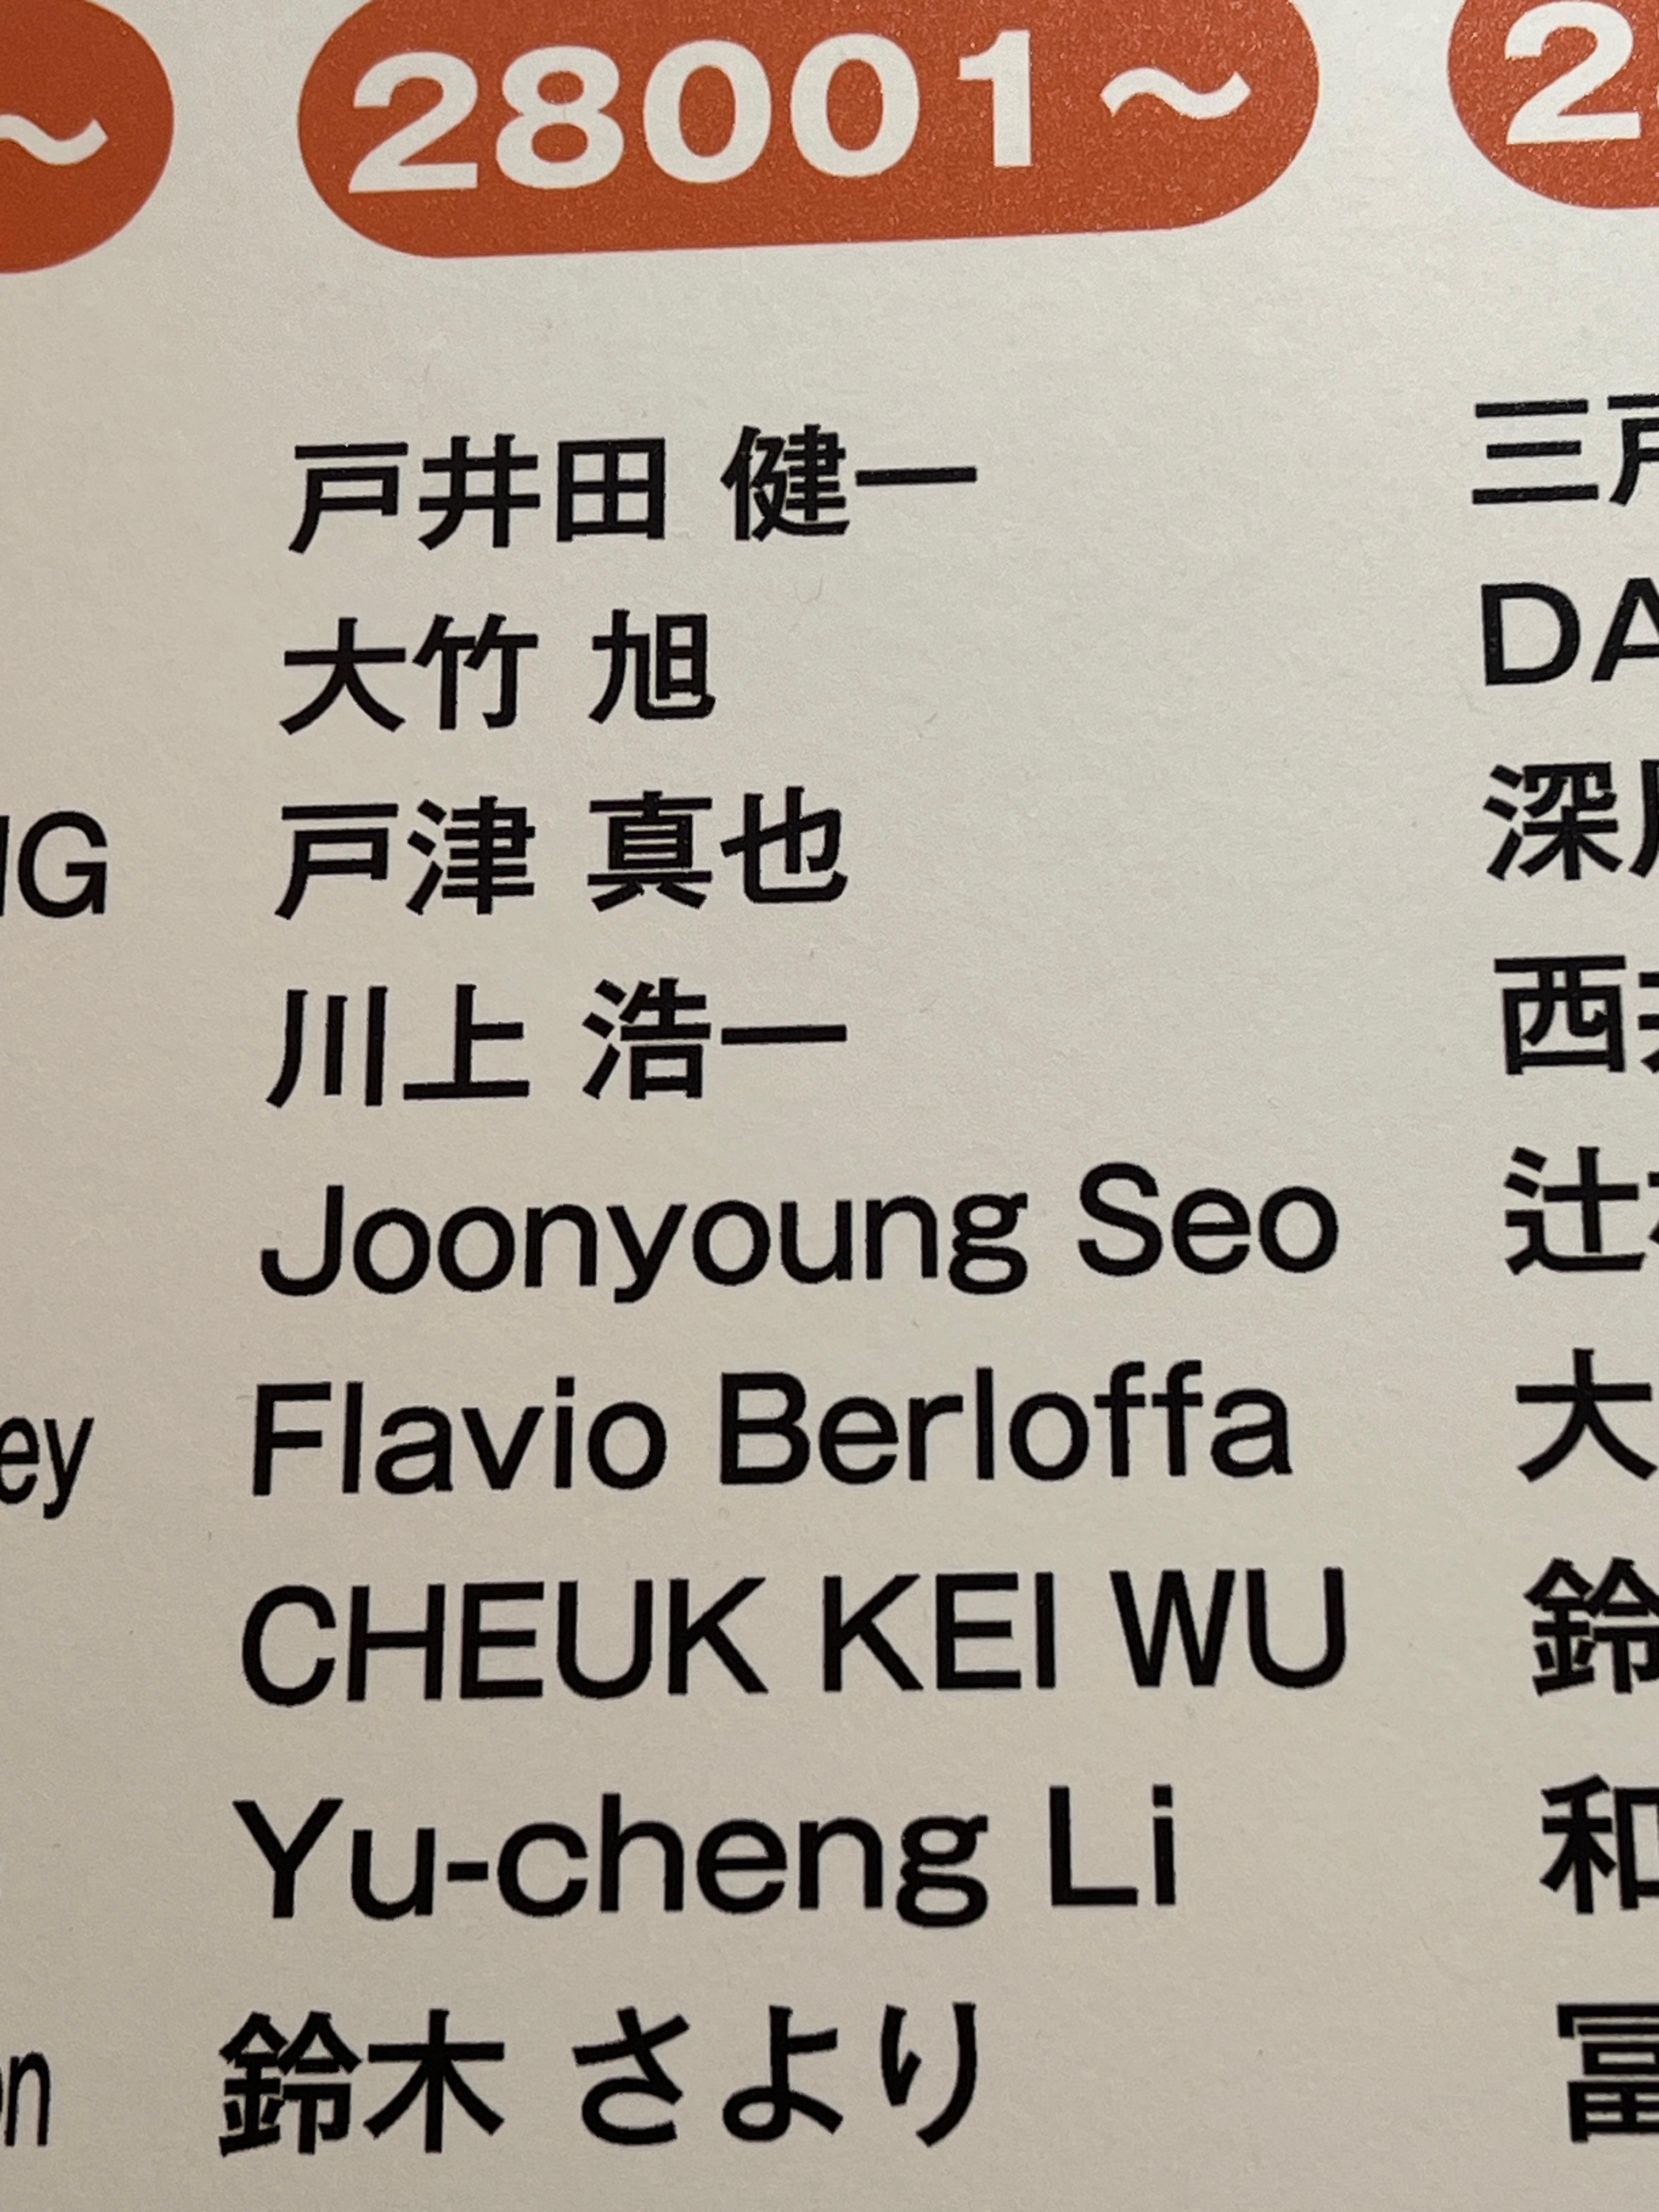 28001〜
戸井田 健一
大竹 旭
戸津 真也
川上 浩一
Joonyoung Seo
Flavio Berloffa
CHEUK KEI WU
Yu-cheng Li
鈴木 さより